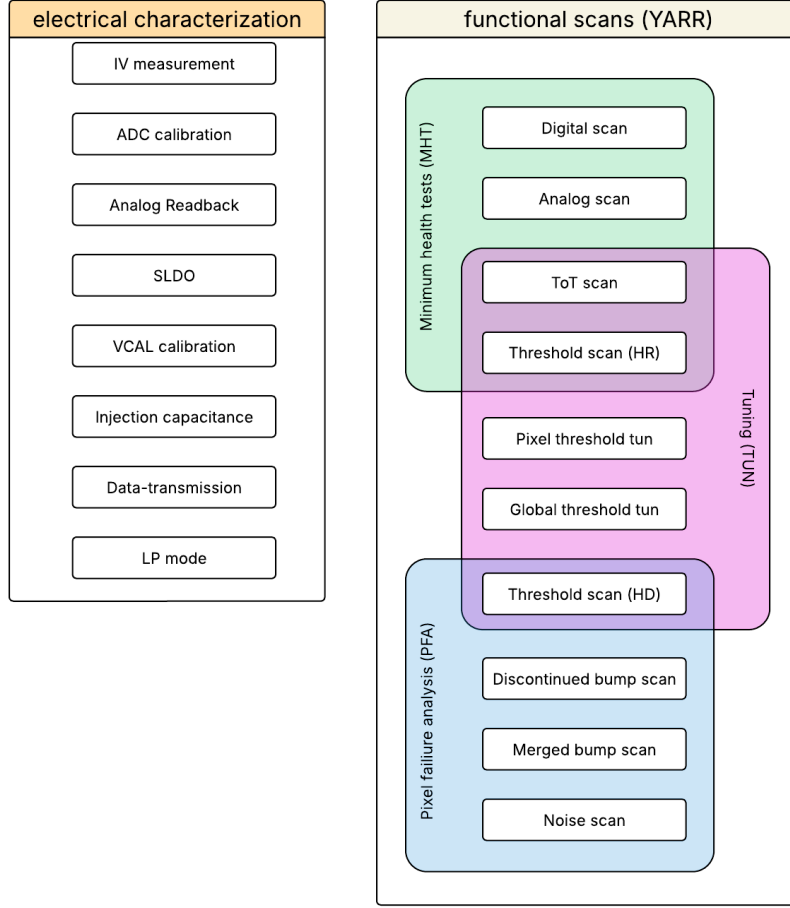 electrical characterization
IV measurement
ADC calibration
Analog Readback
SLDO
VCAL calibration
Injection capacitance
Data-transmission
LP mode
functional scans (YARR)
Minimum health tests (MHT)
Digital scan
Analog scan
ToT scan
Threshold scan (HR)
Tuning (TUN)
Pixel threshold tun
Global threshold tun
Threshold scan (HD)
Pixel failiure analysis (PFA)
Discontinued bump scan
Merged bump scan
Noise scan